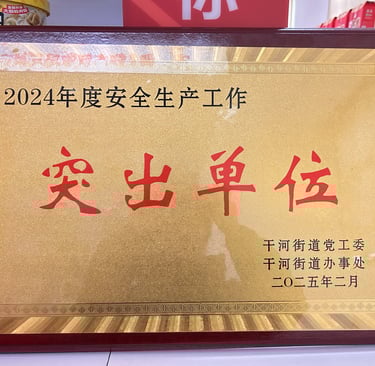 你
2024年度安全生产工作
突出单位
干河街道党工委
干河街道办事处
二〇二五年二月